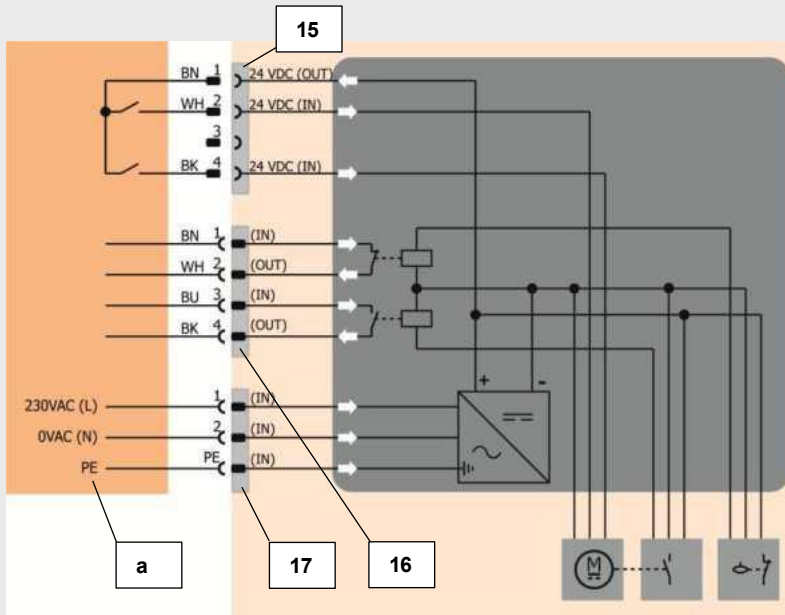 15
BN 1 24 VDC (OUT)
WH 2 24 VDC (IN)
3
BK 4 24 VDC (IN)
BN 1 (IN)
WH 2 (OUT)
BU 3 (IN)
BK 4 (OUT)
+ -
230VAC (L) 1 (IN)
0VAC (N) 2 (IN)
PE PE (IN)
M
a
17
16